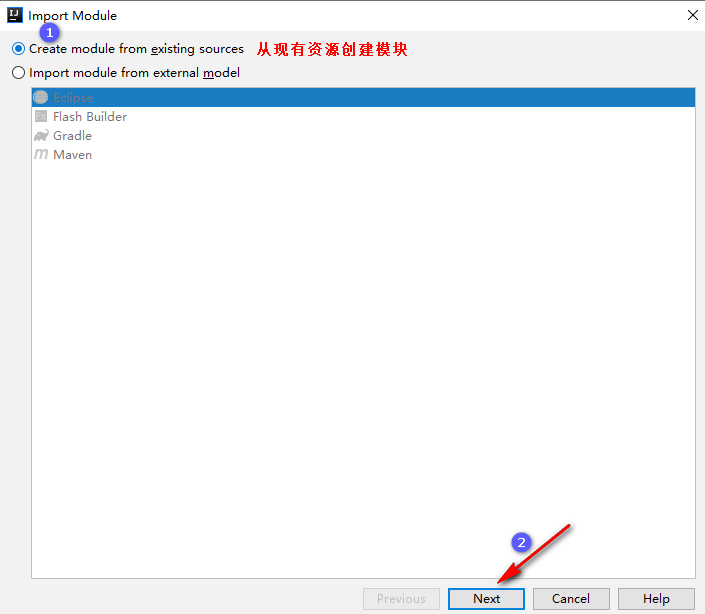 IJ Import Module
1
Create module from existing sources 从现有资源创建模块
Import module from external model
Eclipse
Flash Builder
Gradle
Maven
2
Previous Next Cancel Help